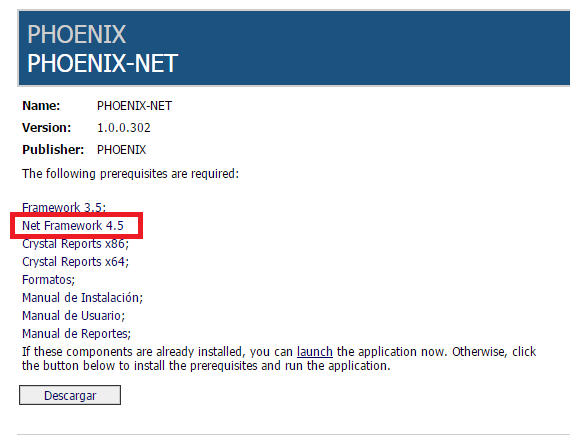 PHOENIX
PHOENIX-NET
Name: PHOENIX-NET
Version: 1.0.0.302
Publisher: PHOENIX
The following prerequisites are required:
Framework 3.5;
Net Framework 4.5
Crystal Reports x86;
Crystal Reports x64;
Formatos;
Manual de Instalación;
Manual de Usuario;
Manual de Reportes;
If these components are already installed, you can launch the application now. Otherwise, click
the button below to install the prerequisites and run the application.
Descargar